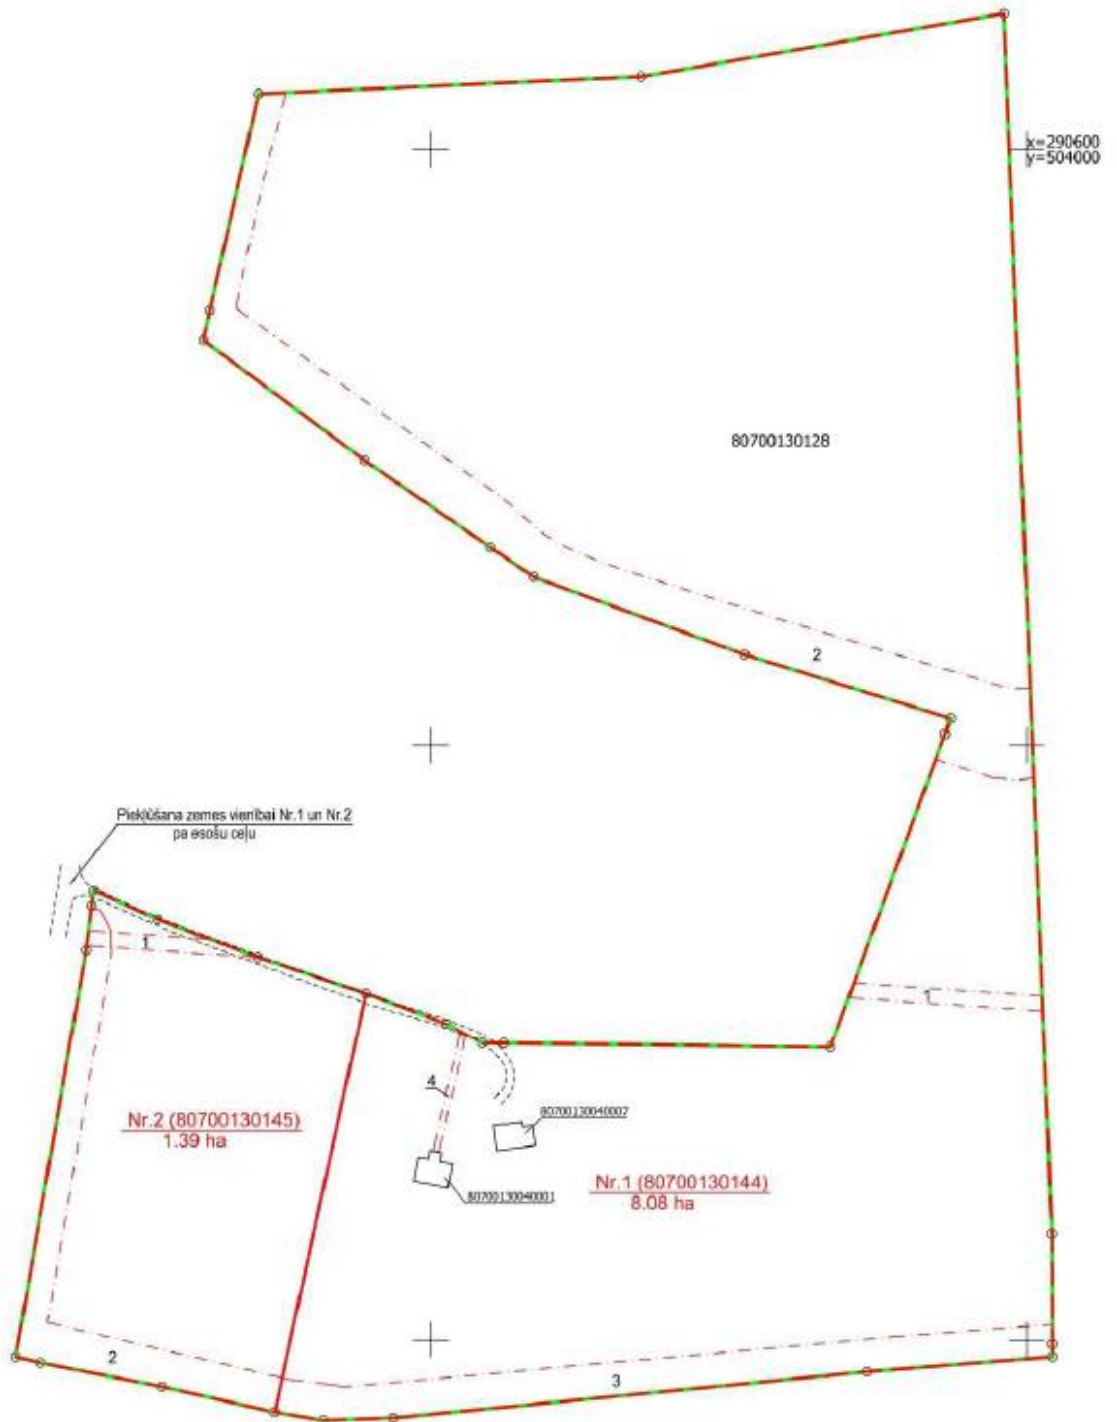 x=290600
y=504000
80700130128
2
Piekļūšana zemes vienībai Nr.1 un Nr.2
pa esošu ceļu
1
1
4
80700130040002
Nr.2 (80700130145)
1.39 ha
Nr.1 (80700130144)
8.08 ha
80700130040001
2
3